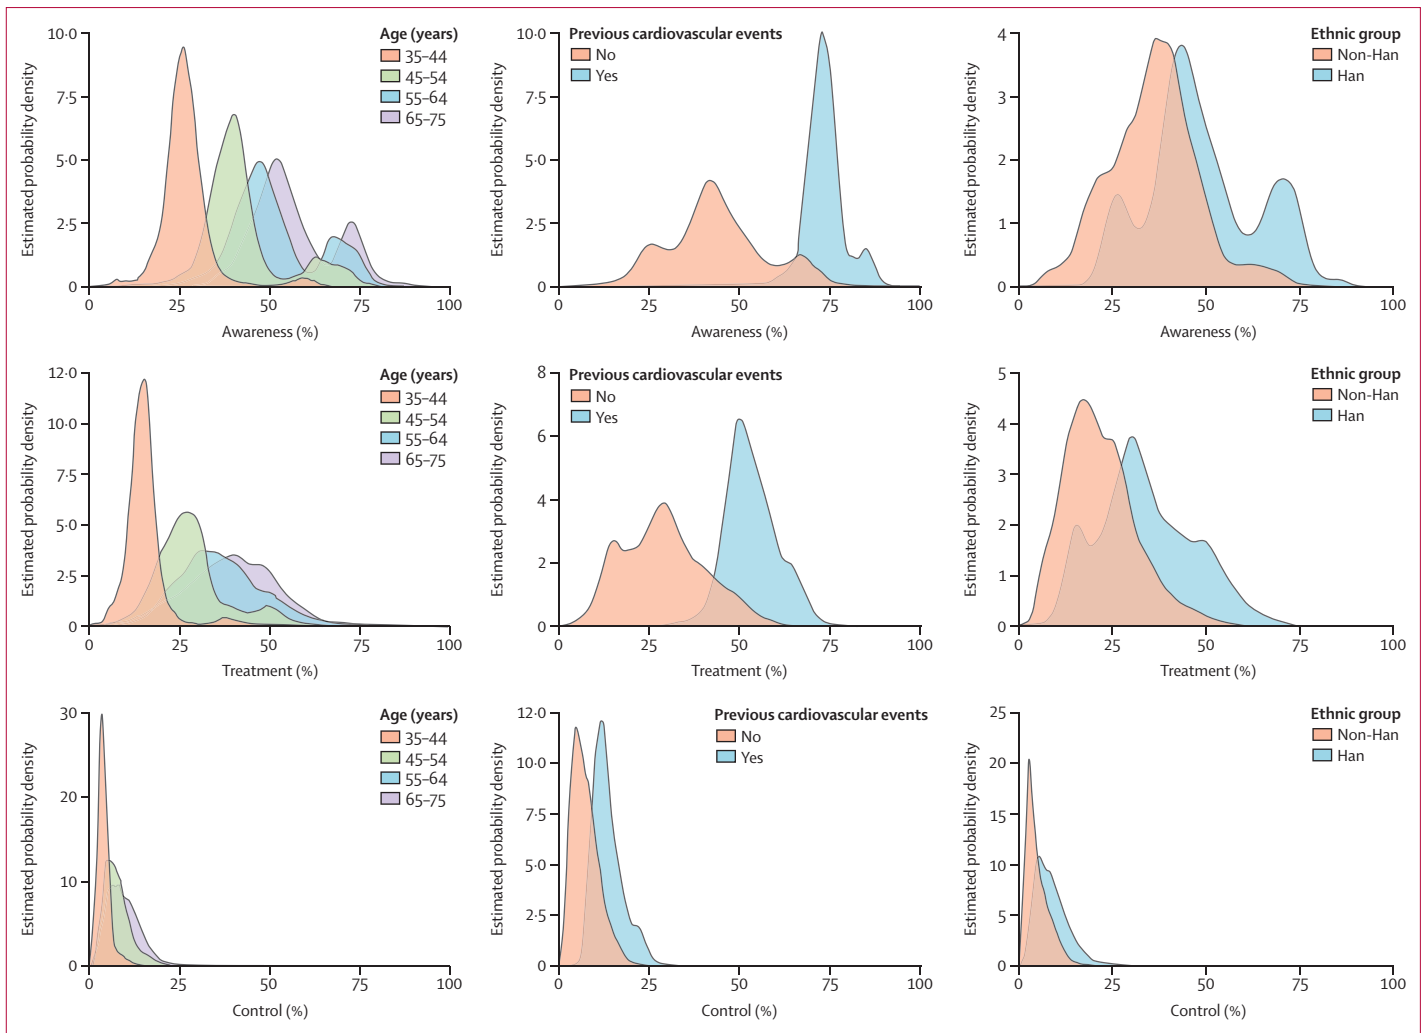 Age (years)
35–44
45–54
55–64
65–75
Estimated probability density
10·0
7·5
5·0
2·5
0
0 25 50 75 100
Awareness (%)
Previous cardiovascular events
No
Yes
Estimated probability density
10·0
7·5
5·0
2·5
0
0 25 50 75 100
Awareness (%)
Ethnic group
Non-Han
Han
Estimated probability density
4
3
2
1
0
0 25 50 75 100
Awareness (%)
Age (years)
35–44
45–54
55–64
65–75
Estimated probability density
12·0
10·0
7·5
5·0
2·5
0
0 25 50 75 100
Treatment (%)
Previous cardiovascular events
No
Yes
Estimated probability density
8
6
4
2
0
0 25 50 75 100
Treatment (%)
Ethnic group
Non-Han
Han
Estimated probability density
5
4
3
2
1
0
0 25 50 75 100
Treatment (%)
Age (years)
35–44
45–54
55–64
65–75
Estimated probability density
30
20
10
0
0 25 50 75 100
Control (%)
Previous cardiovascular events
No
Yes
Estimated probability density
12·0
10·0
7·5
5·0
2·5
0
0 25 50 75 100
Control (%)
Ethnic group
Non-Han
Han
Estimated probability density
25
20
15
10
5
0
0 25 50 75 100
Control (%)